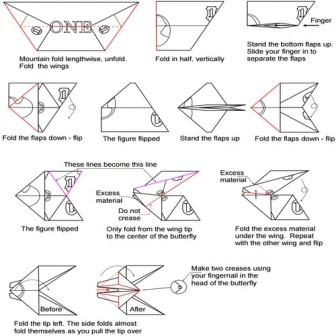 ONE
Finger
Mountain fold lengthwise, unfold.
Fold the wings
Fold in half, vertically
Stand the bottom flaps up.
Slide your finger in to
separate the flaps
Fold the flaps down - flip
The figure flipped
Stand the flaps up
Fold the flaps down - flip
These lines become this line
Excess
material
Do not
crease
Excess
material
The figure flipped
Only fold from the wing tip
to the center of the butterfly
Fold the excess material
under the wing. Repeat
with the other wing and flip
Before
After
Make two creases using
your fingernail in the
head of the butterfly
Fold the tip left. The side folds almost
fold themselves as you pull the tip over